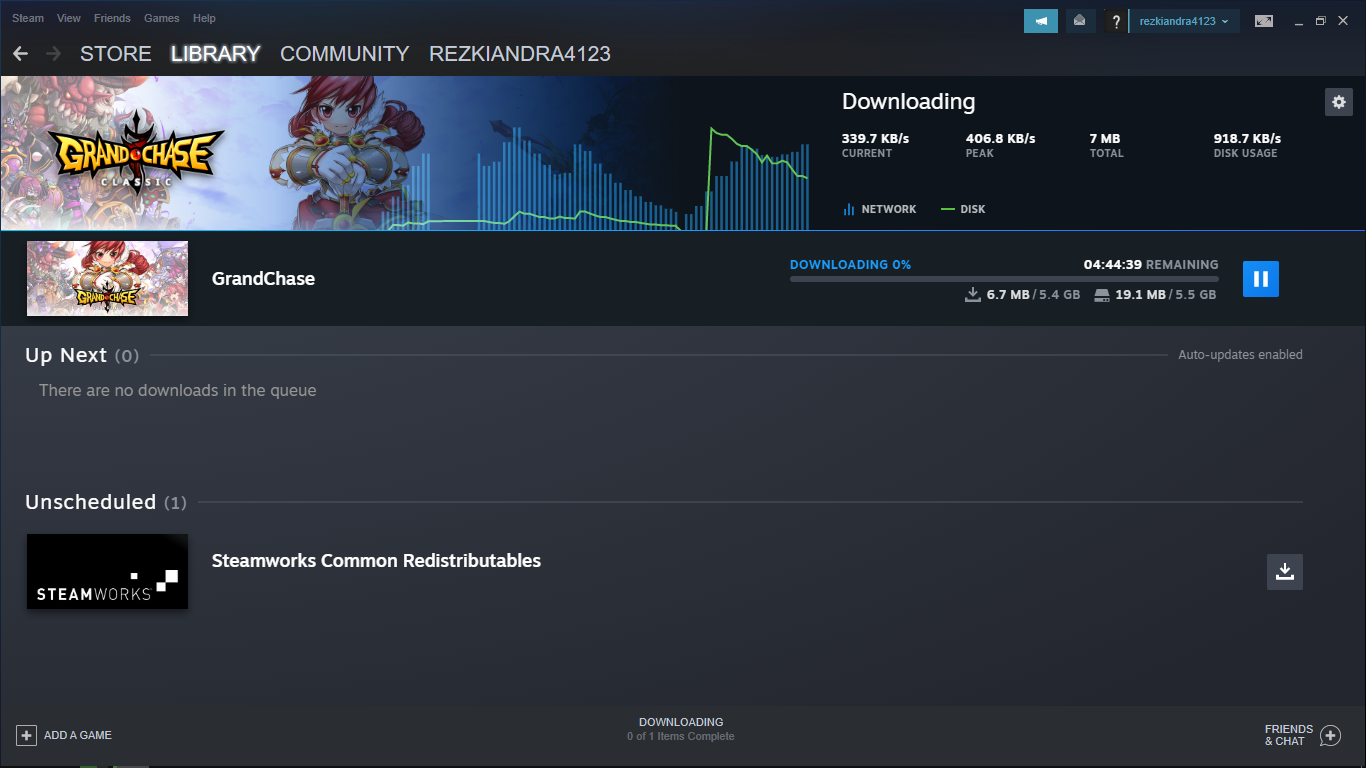 Steam View Friends Games Help
? rezkiandra4123
STORE LIBRARY COMMUNITY REZKIANDRA4123
GRAND CHASE
CLASSIC
Downloading
339.7 KB/s 406.8 KB/s 7 MB 918.7 KB/s
CURRENT PEAK TOTAL DISK USAGE
NETWORK DISK
GRAND CHASE
GrandChase
DOWNLOADING 0% 04:44:39 REMAINING
6.7 MB / 5.4 GB 19.1 MB / 5.5 GB
Up Next (0) Auto-updates enabled
There are no downloads in the queue
Unscheduled (1)
STEAMWORKS
Steamworks Common Redistributables
ADD A GAME
DOWNLOADING
0 of 1 Items Complete
FRIENDS
& CHAT